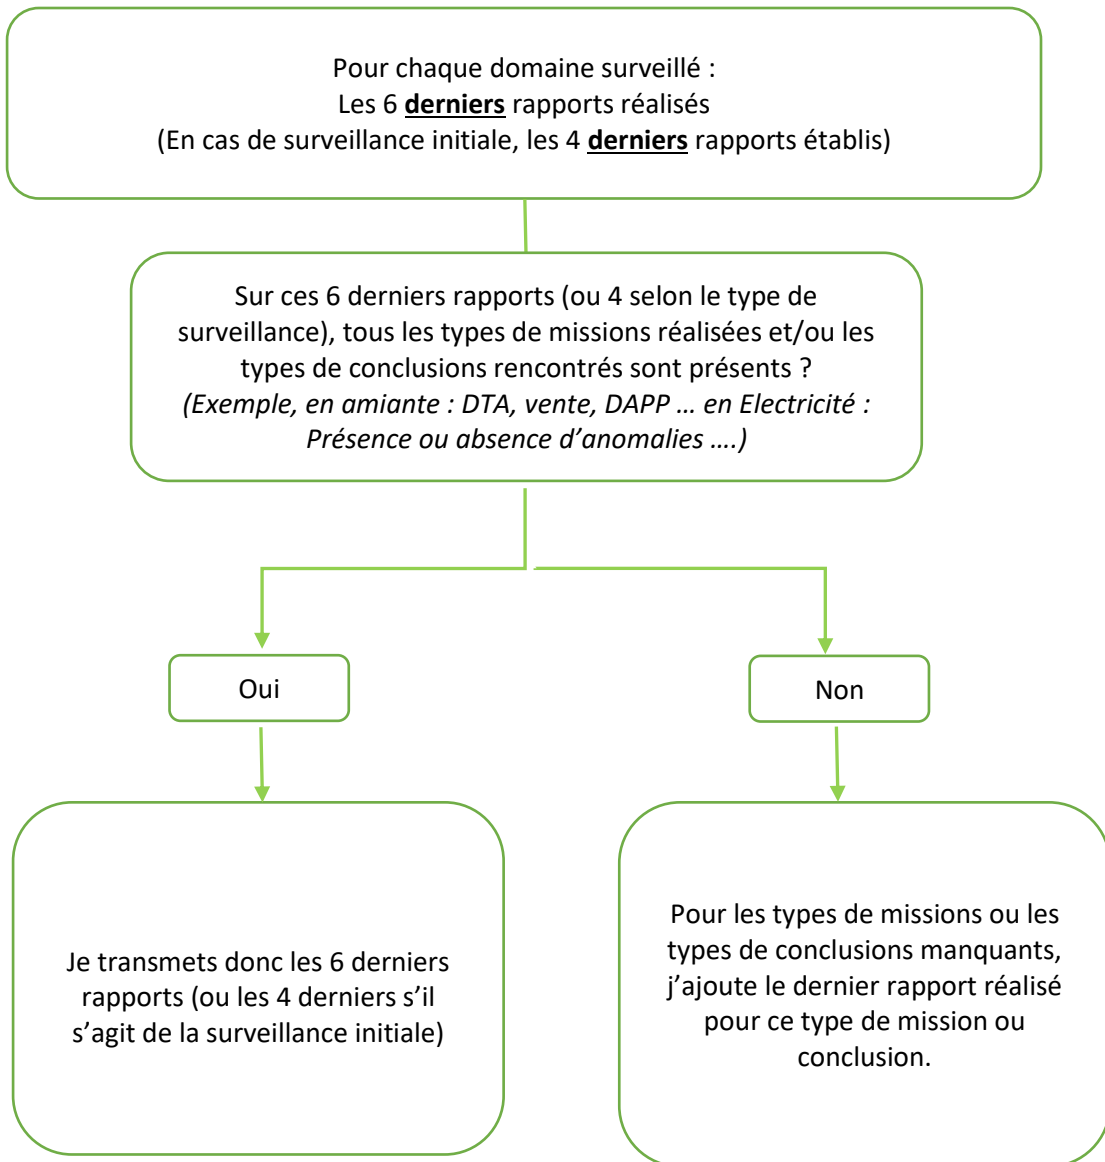 Pour chaque domaine surveillé :
Les 6 derniers rapports réalisés
(En cas de surveillance initiale, les 4 derniers rapports établis)
Sur ces 6 derniers rapports (ou 4 selon le type de
surveillance), tous les types de missions réalisées et/ou les
types de conclusions rencontrés sont présents ?
(Exemple, en amiante : DTA, vente, DAPP … en Electricité :
Présence ou absence d’anomalies ….)
Oui
Non
Je transmets donc les 6 derniers
rapports (ou les 4 derniers s’il
s’agit de la surveillance initiale)
Pour les types de missions ou les
types de conclusions manquants,
j’ajoute le dernier rapport réalisé
pour ce type de mission ou
conclusion.